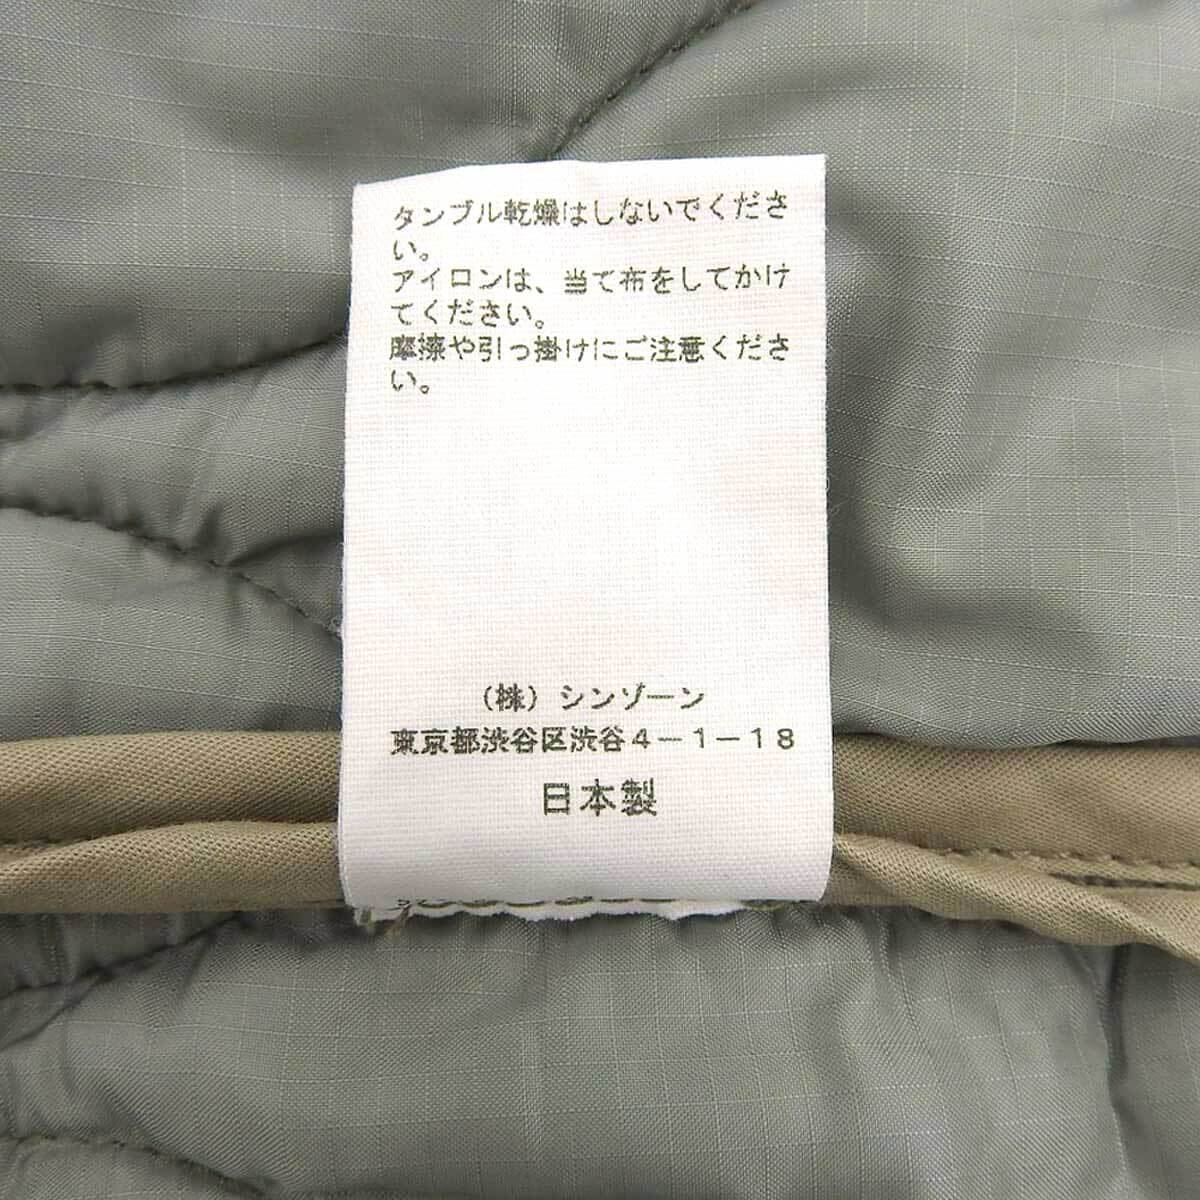 タンブル乾燥はしないでくださ
い。
アイロンは、当て布をしてかけ
てください。
摩擦や引っ掛けにご注意くださ
い。
（株）シンゾーン
東京都渋谷区渋谷４－１－１８
日本製